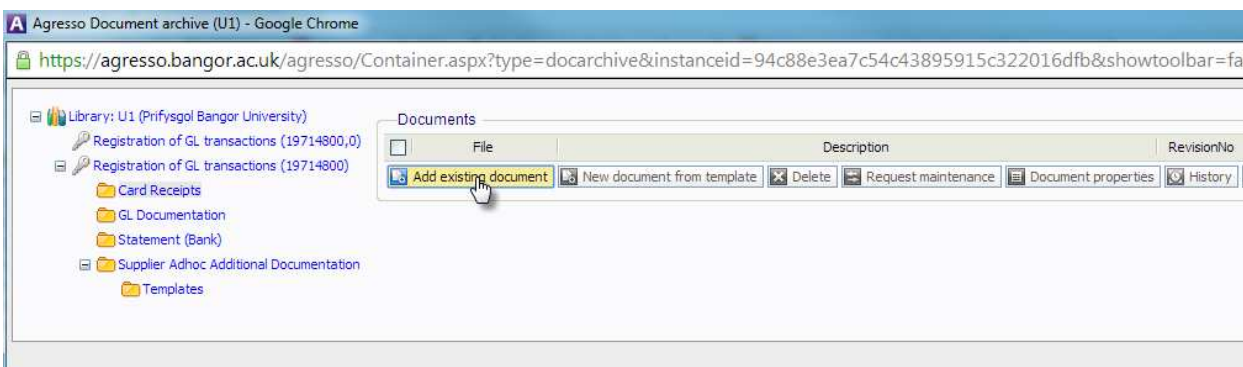 Agresso Document archive (U1) - Google Chrome
https://agresso.bangor.ac.uk/agresso/Container.aspx?type=docarchive&instanceid=94c88e3ea7c54c43895915c322016dfb&showtoolbar=fa
Library: U1 (Prifysgol Bangor University)
Registration of GL transactions (19714800,0)
Registration of GL transactions (19714800)
Card Receipts
GL Documentation
Statement (Bank)
Supplier Adhoc Additional Documentation
Templates
Documents
File Description RevisionNo
Add existing document New document from template Delete Request maintenance Document properties History